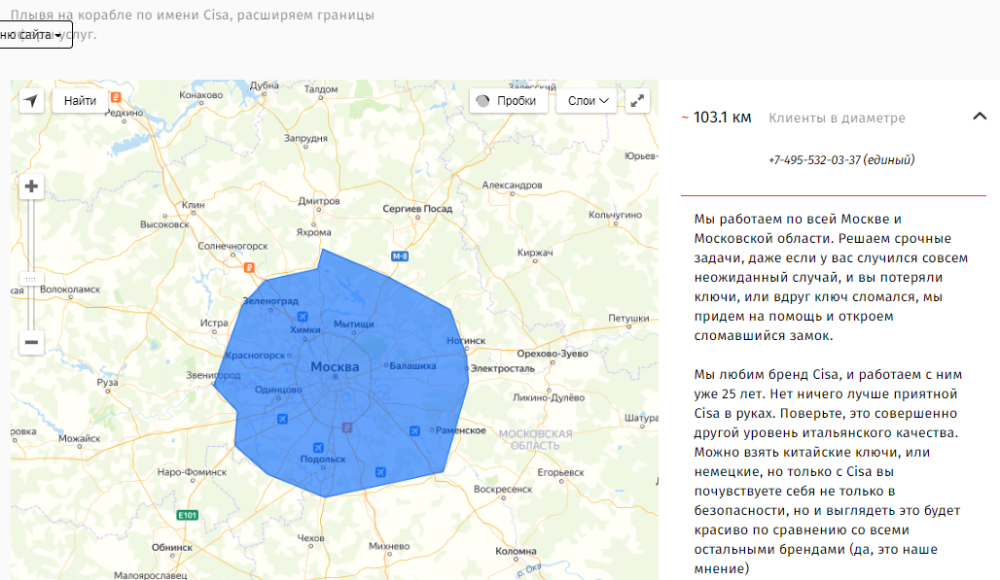 Плывя на корабле по имени Cisa, расширяем границы
ню сайта
услуг.
Найти
Пробки
Слои
Конаково
Дубна
Талдом
Редкино
Запрудня
Юрьев-
Александров
Дмитров
Сергиев Посад
Кольчугино
Клин
Высоковск
Яхрома
Солнечногорск
М-8
Киржач
Волоколамск
Зеленоград
Истра
Химки
Мытищи
Петушки
Ногинск
Красногорск
Орехово-Зуево
Москва
Балашиха
Электросталь
Звенигород
Руза
Одинцово
Ликино-Дулёво
Шатура
Раменское
МОСКОВСКАЯ
ОБЛАСТЬ
Можайск
Подольск
Наро-Фоминск
Егорьевск
Воскресенск
E101
Чехов
Обнинск
Михнево
Коломна
р. Ока
Малоярославец
~ 103.1 км
Клиенты в диаметре
+7-495-532-03-37 (единый)
Мы работаем по всей Москве и
Московской области. Решаем срочные
задачи, даже если у вас случился совсем
неожиданный случай, и вы потеряли
ключи, или вдруг ключ сломался, мы
придем на помощь и откроем
сломавшийся замок.
Мы любим бренд Cisa, и работаем с ним
уже 25 лет. Нет ничего лучше приятной
Cisa в руках. Поверьте, это совершенно
другой уровень итальянского качества.
Можно взять китайские ключи, или
немецкие, но только с Cisa вы
почувствуете себя не только в
безопасности, но и выглядеть это будет
красиво по сравнению со всеми
остальными брендами (да, это наше
мнение)